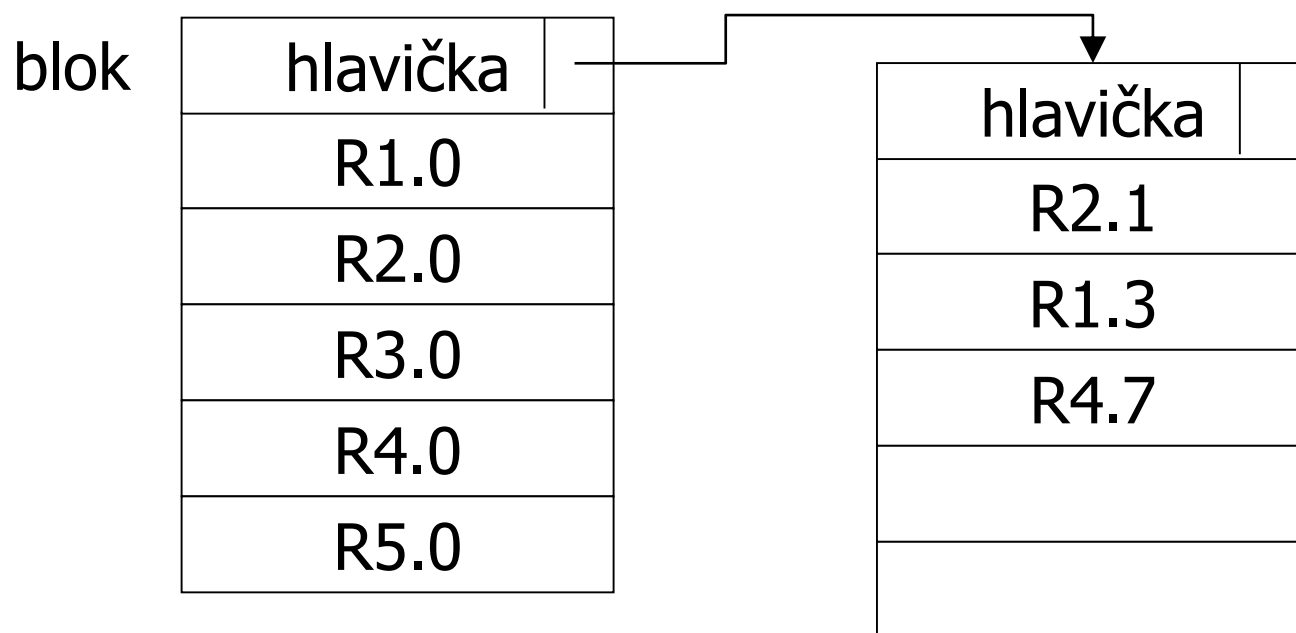 blok
hlavička
R1.0
R2.0
R3.0
R4.0
R5.0
hlavička
R2.1
R1.3
R4.7